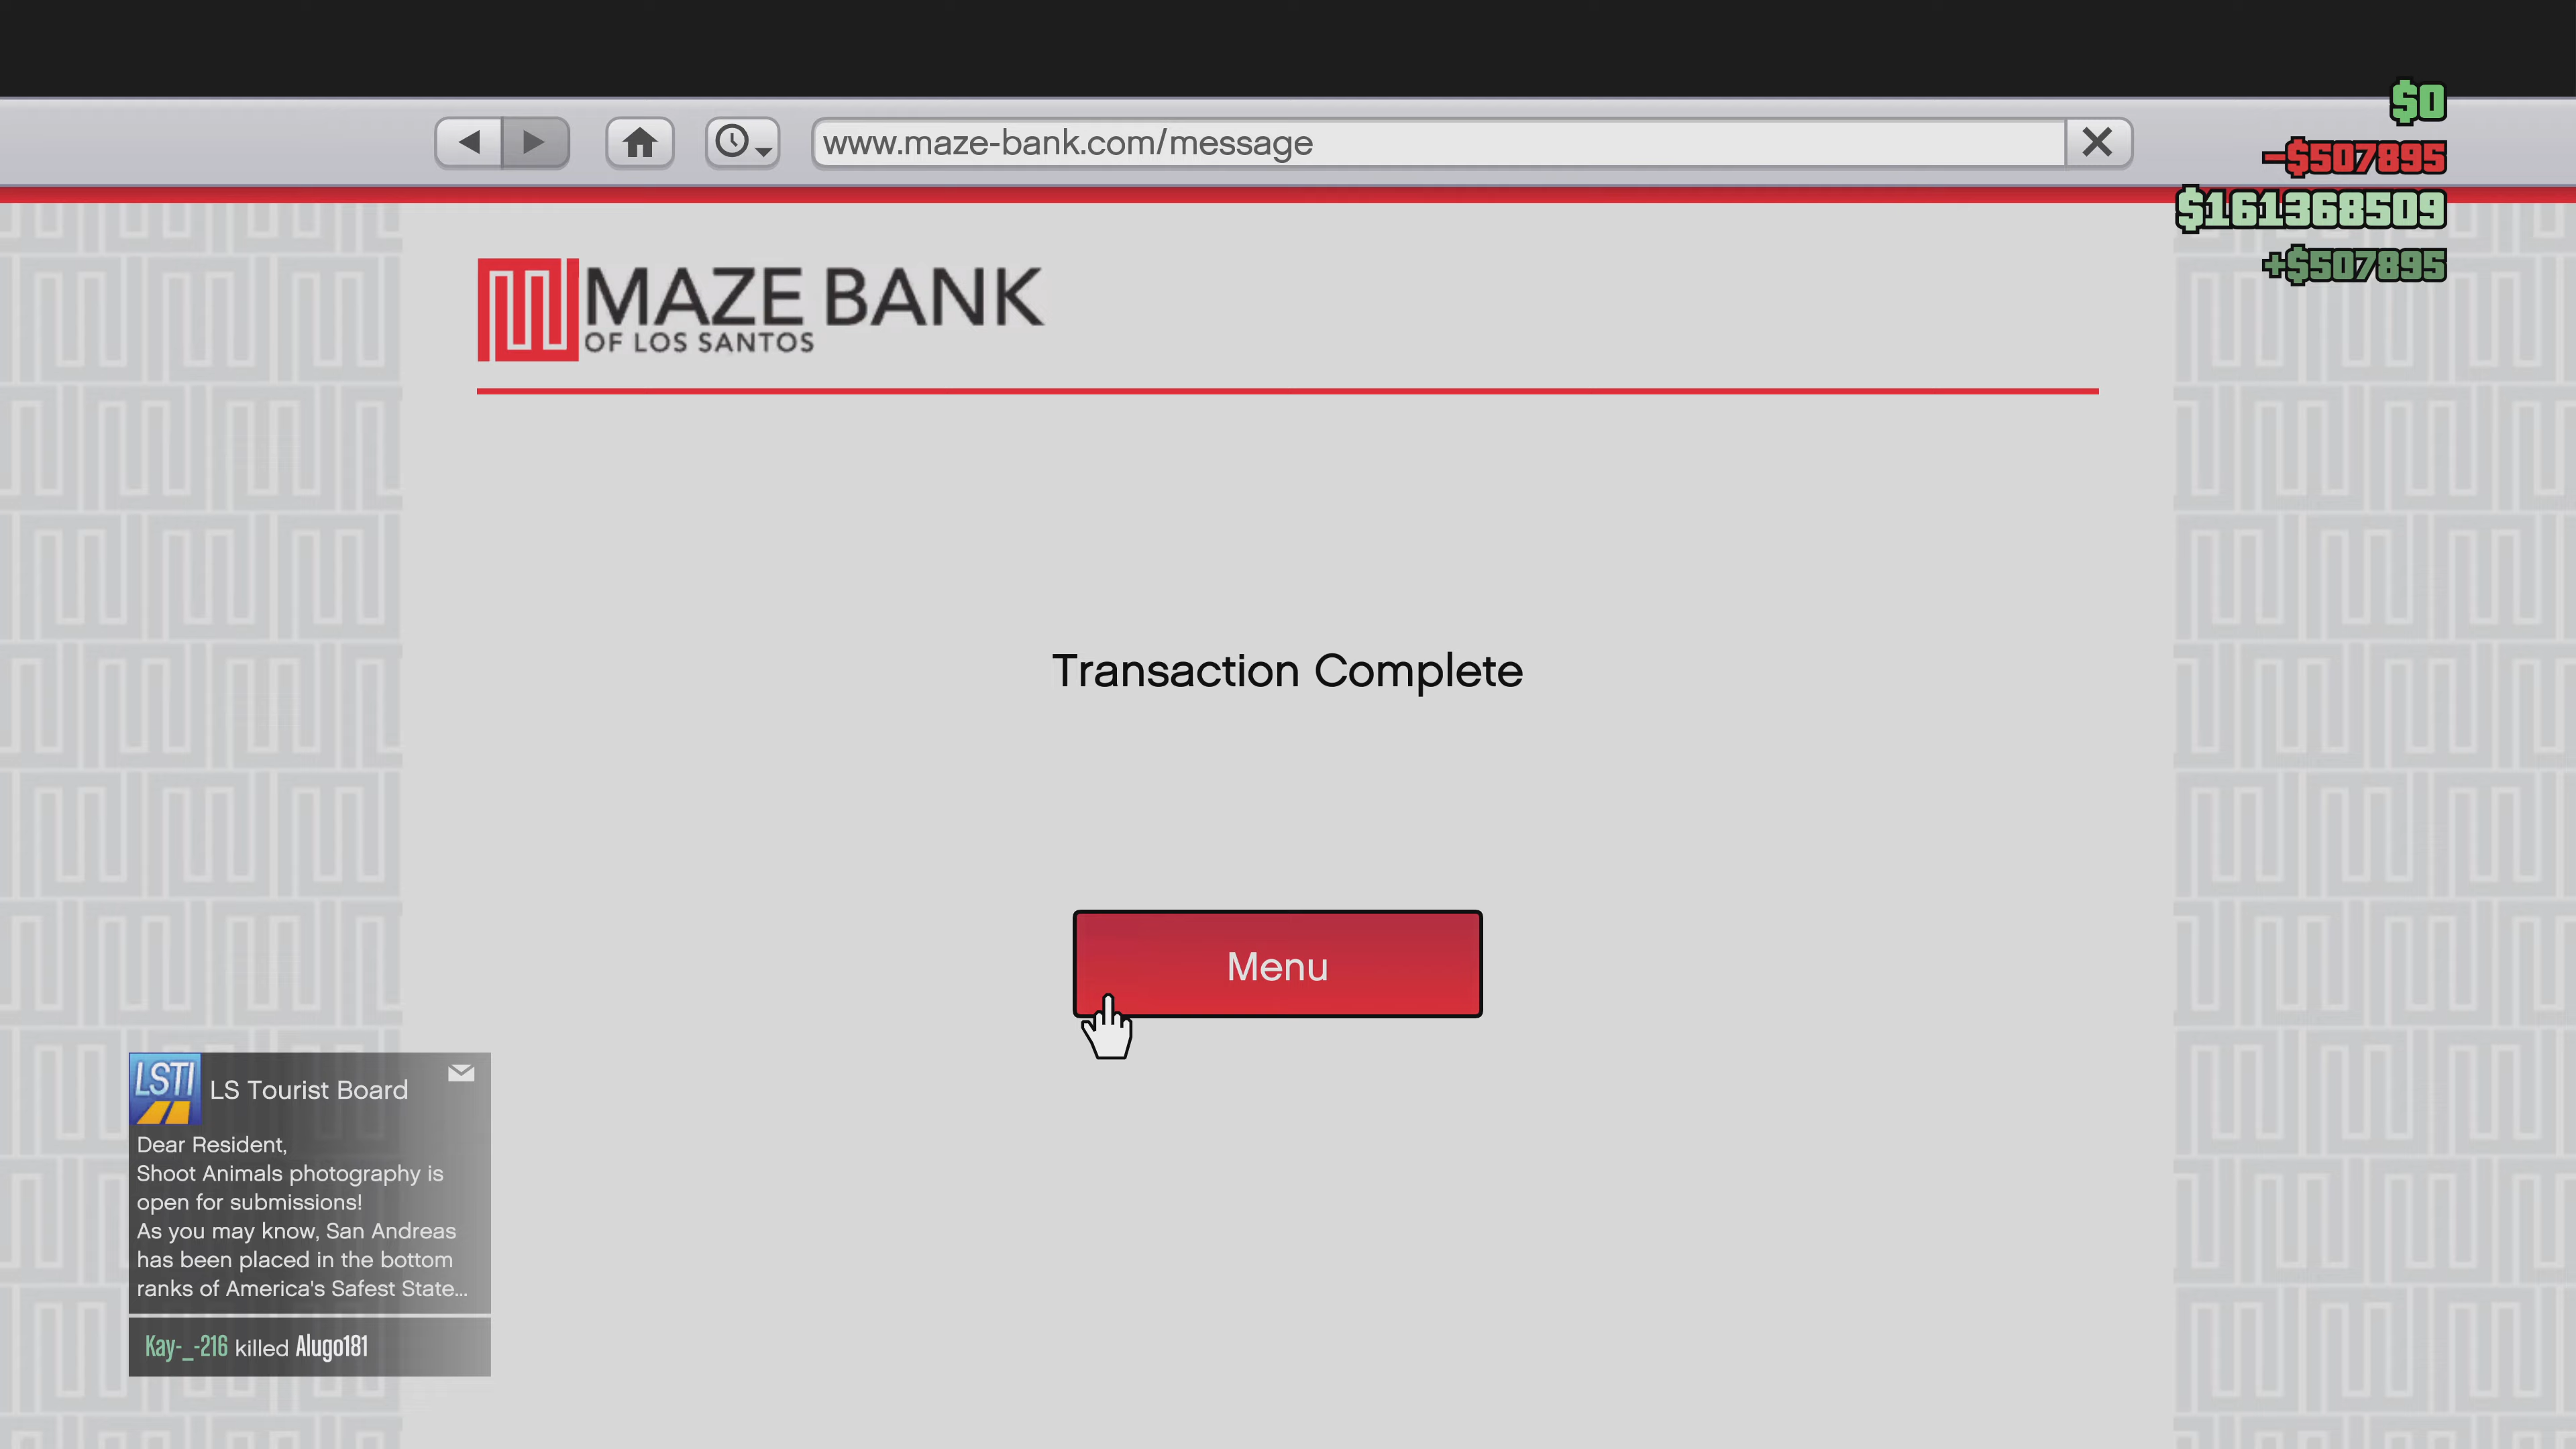 www.maze-bank.com/message
$0
-$507895
$161368509
+$507895
MAZE BANK
OF LOS SANTOS
Transaction Complete
Menu
LSTI
LS Tourist Board
Dear Resident,
Shoot Animals photography is
open for submissions!
As you may know, San Andreas
has been placed in the bottom
ranks of America's Safest State...
Kay-_-216 killed Alugo181